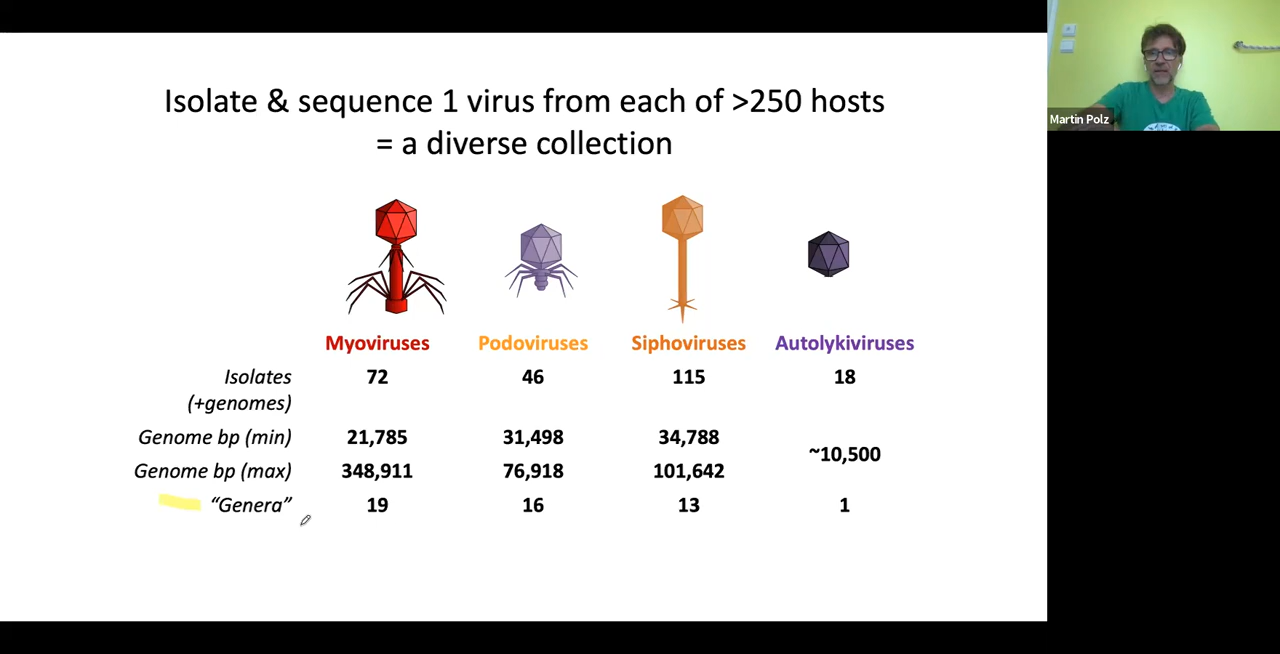 Isolate & sequence 1 virus from each of >250 hosts
= a diverse collection
Martin Polz
Myoviruses Podoviruses Siphoviruses Autolykiviruses
Isolates 72 46 115 18
(+genomes)
Genome bp (min) 21,785 31,498 34,788
~10,500
Genome bp (max) 348,911 76,918 101,642
“Genera” 19 16 13 1